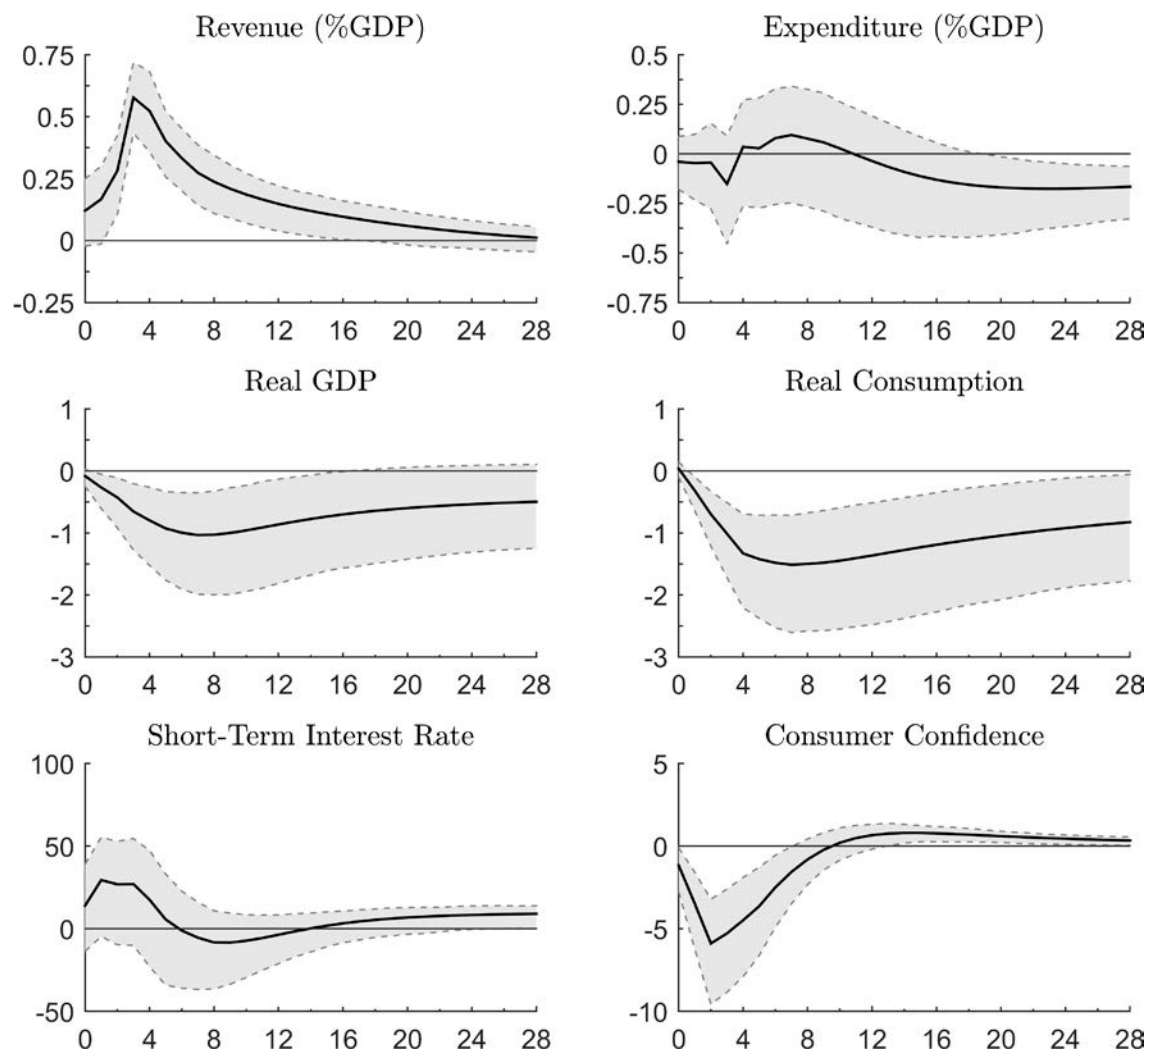 Revenue (%GDP)
0.75
0.5
0.25
0
-0.25
0 4 8 12 16 20 24 28
Expenditure (%GDP)
0.5
0.25
0
-0.25
-0.5
-0.75
0 4 8 12 16 20 24 28
Real GDP
1
0
-1
-2
-3
0 4 8 12 16 20 24 28
Real Consumption
1
0
-1
-2
-3
0 4 8 12 16 20 24 28
Short-Term Interest Rate
100
50
0
-50
0 4 8 12 16 20 24 28
Consumer Confidence
5
0
-5
-10
0 4 8 12 16 20 24 28